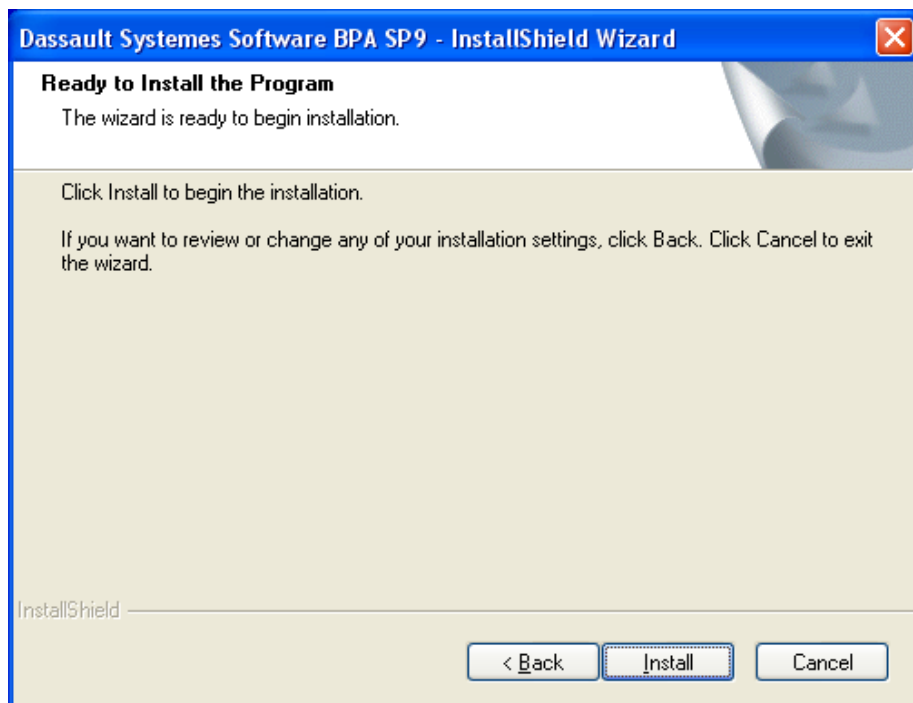 Dassault Systemes Software BPA SP9 - InstallShield Wizard
Ready to Install the Program
The wizard is ready to begin installation.
Click Install to begin the installation.
If you want to review or change any of your installation settings, click Back. Click Cancel to exit
the wizard.
InstallShield
< Back Install Cancel